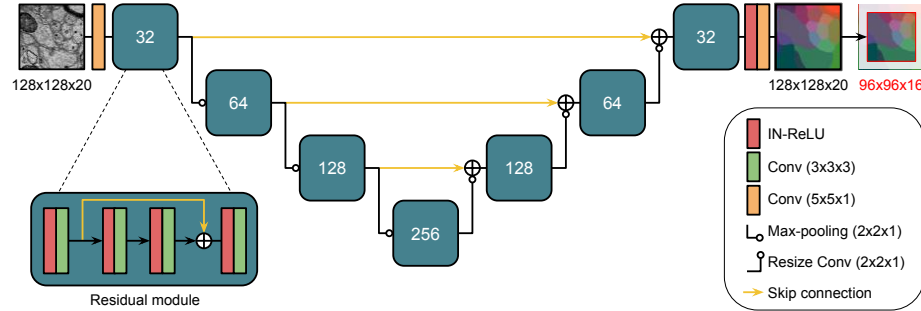 32
32
128x128x20
128x128x20
96x96x16
64
64
128
128
256
Residual module
IN-ReLU
Conv (3x3x3)
Conv (5x5x1)
Max-pooling (2x2x1)
Resize Conv (2x2x1)
Skip connection